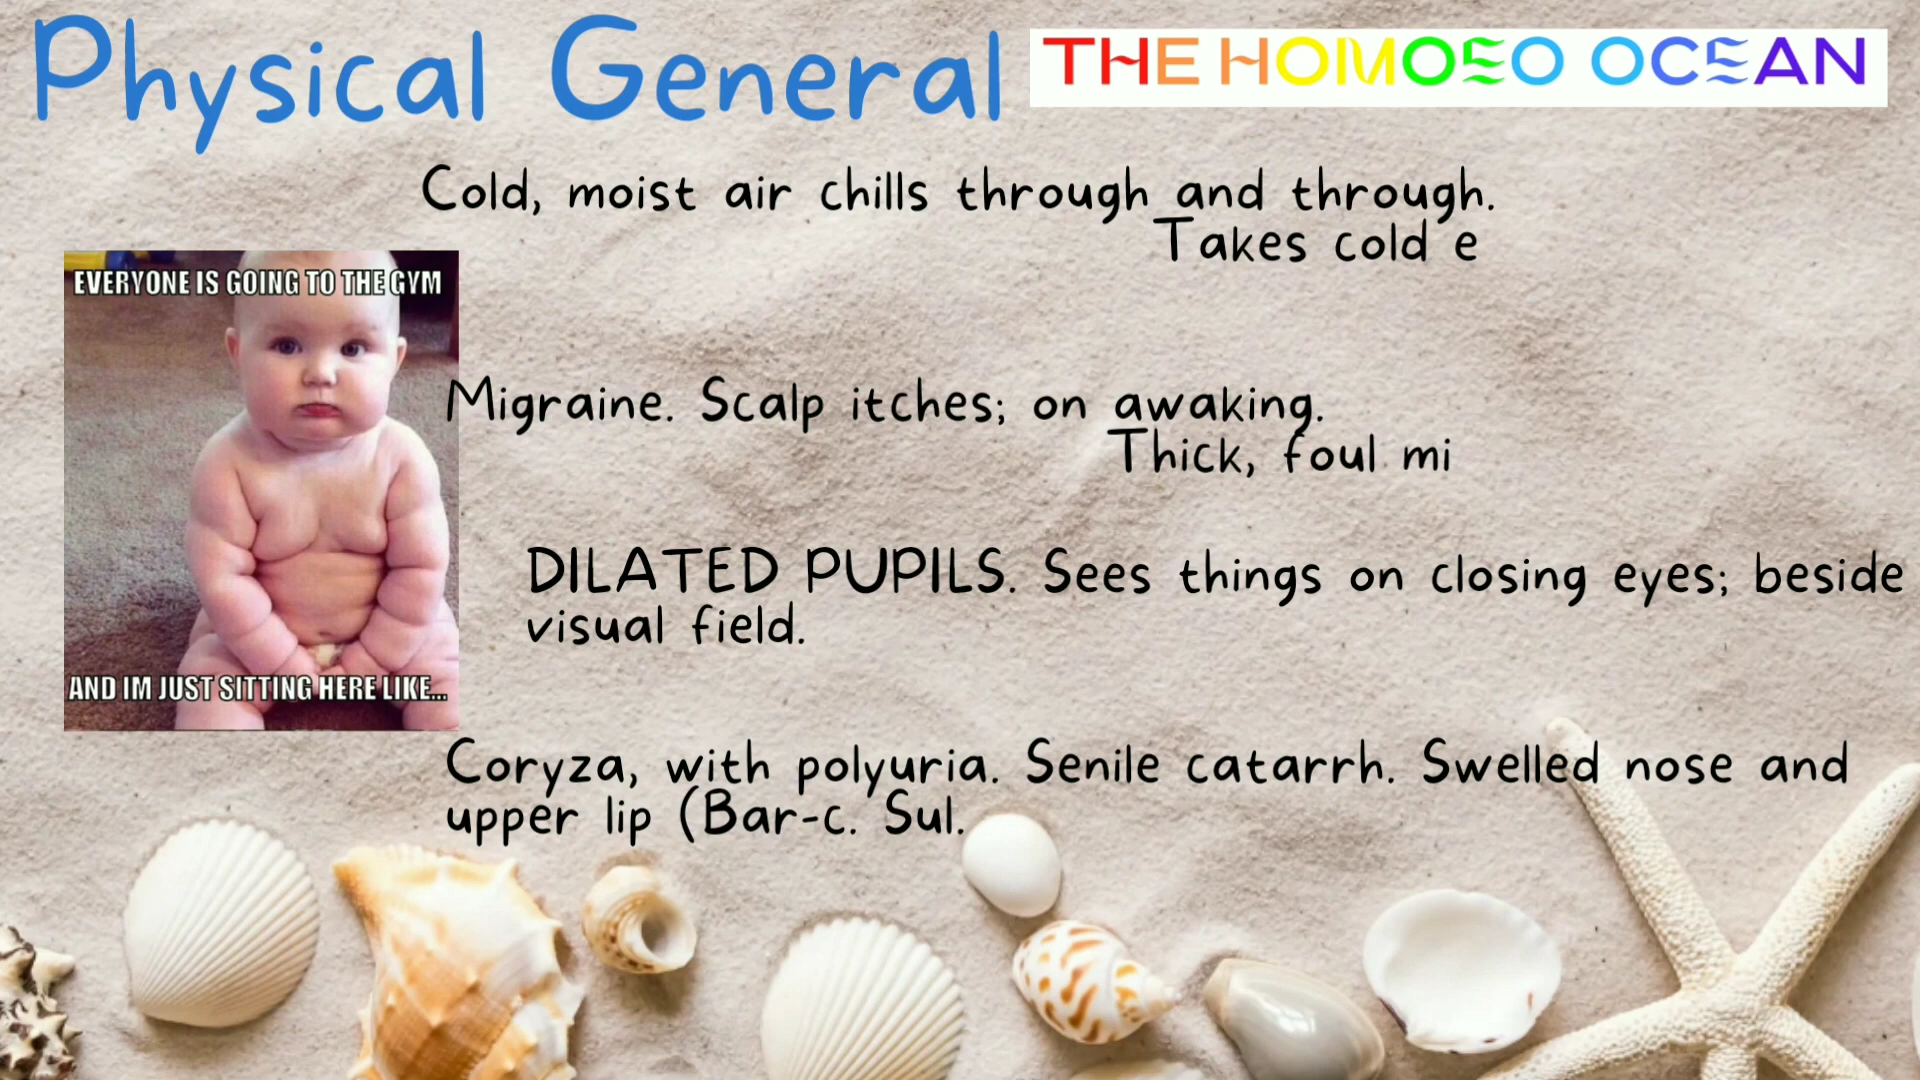 Physical General
THE HOMOEO OCEAN
Cold, moist air chills through and through.
Takes cold e
EVERYONE IS GOING TO THE GYM
AND IM JUST SITTING HERE LIKE...
Migraine. Scalp itches; on awaking.
Thick, foul mi
DILATED PUPILS. Sees things on closing eyes; beside
visual field.
Coryza, with polyuria. Senile catarrh. Swelled nose and
upper lip (Bar-c. Sul.